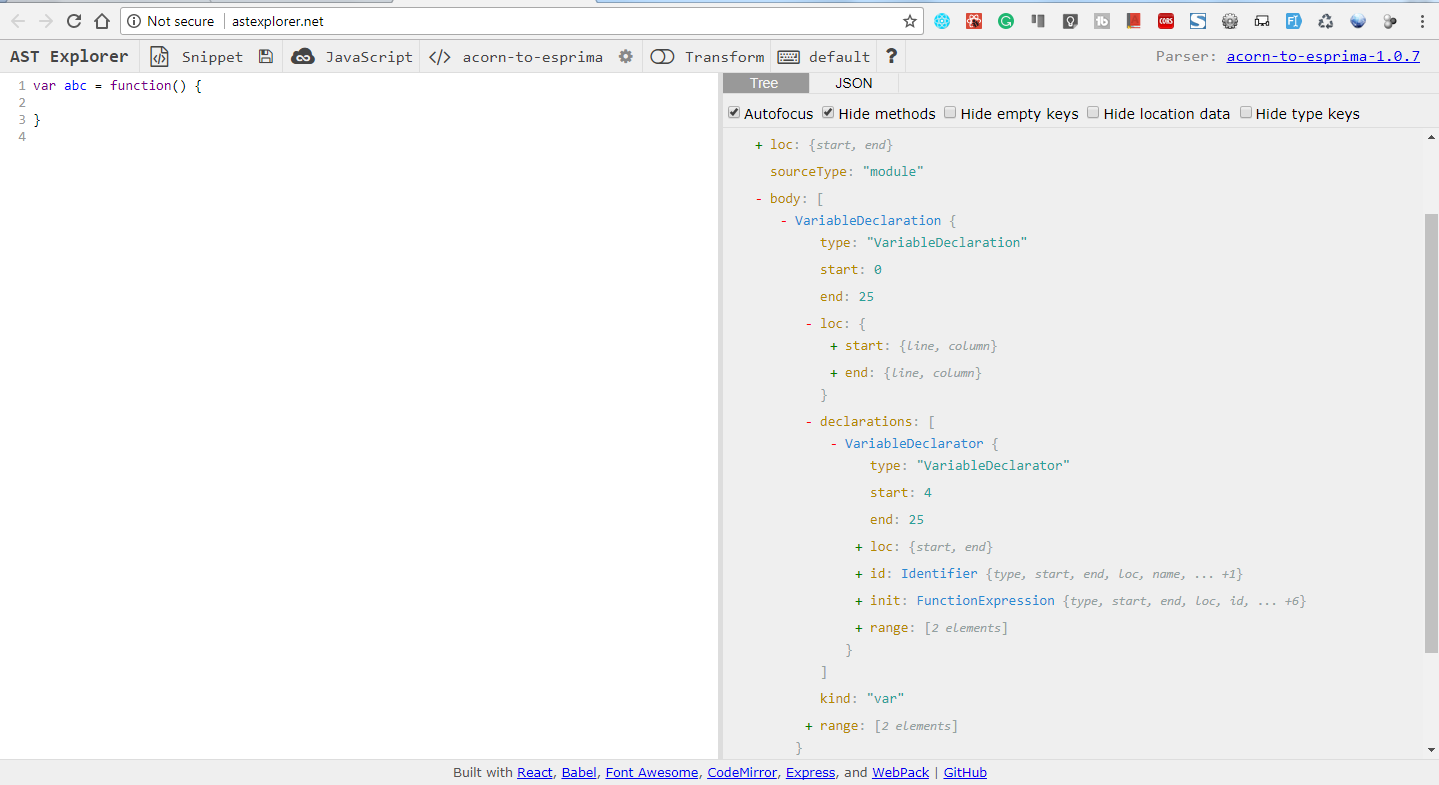 Not secure | astexplorer.net
AST Explorer Snippet JavaScript </> acorn-to-esprima Transform default ? Parser: acorn-to-esprima-1.0.7
1 var abc = function() {
2
3 }
4
Tree JSON
Autofocus Hide methods Hide empty keys Hide location data Hide type keys
+ loc: {start, end}
sourceType: "module"
- body: [
- VariableDeclaration {
type: "VariableDeclaration"
start: 0
end: 25
- loc: {
+ start: {line, column}
+ end: {line, column}
}
- declarations: [
- VariableDeclarator {
type: "VariableDeclarator"
start: 4
end: 25
+ loc: {start, end}
+ id: Identifier {type, start, end, loc, name, ... +1}
+ init: FunctionExpression {type, start, end, loc, id, ... +6}
+ range: [2 elements]
}
]
kind: "var"
+ range: [2 elements]
}
Built with React, Babel, Font Awesome, CodeMirror, Express, and WebPack | GitHub